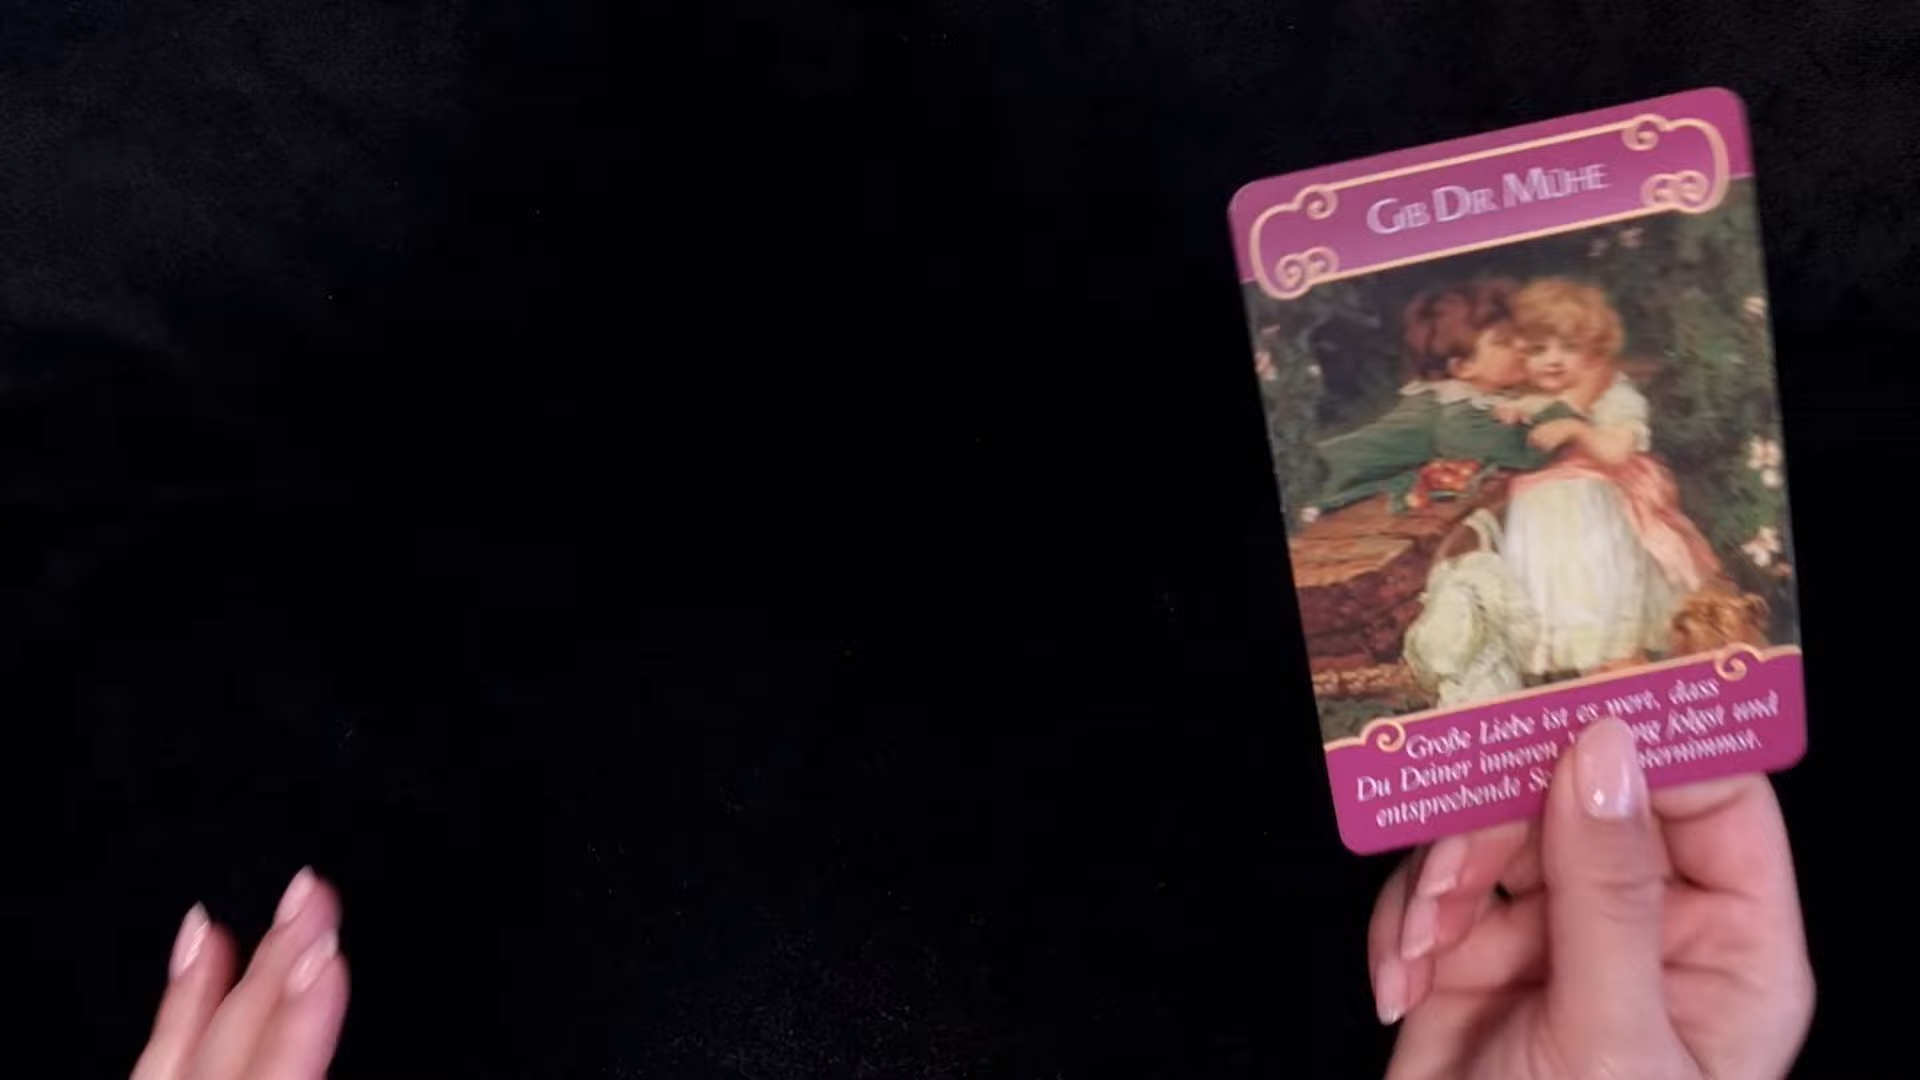 GIB DIR MÜHE
Große Liebe ist es wert, dass
Du Deiner inneren folgst und
entsprechende